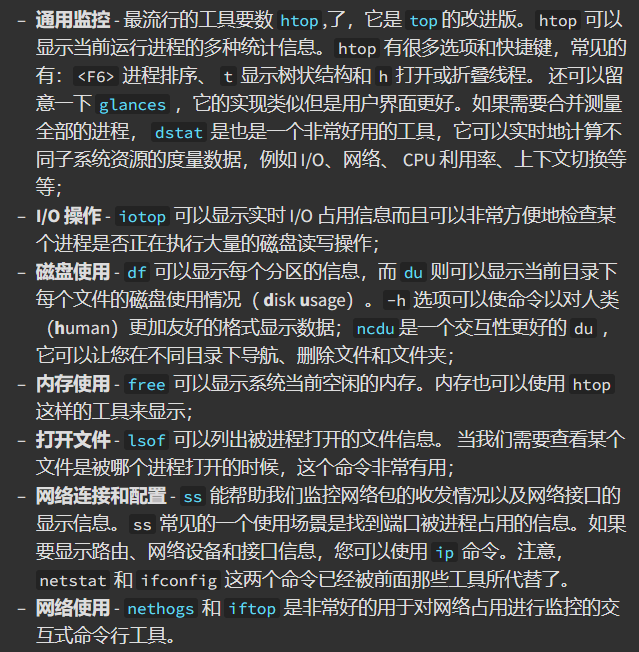 – 通用监控 - 最流行的工具要数 htop ,了，它是 top 的改进版。htop 可以
显示当前运行进程的多种统计信息。htop 有很多选项和快捷键，常见的
有：<F6> 进程排序、 t 显示树状结构和 h 打开或折叠线程。 还可以留
意一下 glances ，它的实现类似但是用户界面更好。如果需要合并测量
全部的进程， dstat 是也是一个非常好用的工具，它可以实时地计算不
同子系统资源的度量数据，例如 I/O、网络、 CPU 利用率、上下文切换等
等；
– I/O 操作 - iotop 可以显示实时 I/O 占用信息而且可以非常方便地检查某
个进程是否正在执行大量的磁盘读写操作；
– 磁盘使用 - df 可以显示每个分区的信息，而 du 则可以显示当前目录下
每个文件的磁盘使用情况（ disk usage）。-h 选项可以使命令以对人类
（human）更加友好的格式显示数据；ncdu 是一个交互性更好的 du ，
它可以让您在不同目录下导航、删除文件和文件夹；
– 内存使用 - free 可以显示系统当前空闲的内存。内存也可以使用 htop
这样的工具来显示；
– 打开文件 - lsof 可以列出被进程打开的文件信息。 当我们需要查看某个
文件是被哪个进程打开的时候，这个命令非常有用；
– 网络连接和配置 - ss 能帮助我们监控网络包的收发情况以及网络接口的
显示信息。ss 常见的一个使用场景是找到端口被进程占用的信息。如果
要显示路由、网络设备和接口信息，您可以使用 ip 命令。注意，
netstat 和 ifconfig 这两个命令已经被前面那些工具所代替了。
– 网络使用 - nethogs 和 iftop 是非常好的用于对网络占用进行监控的交
互式命令行工具。